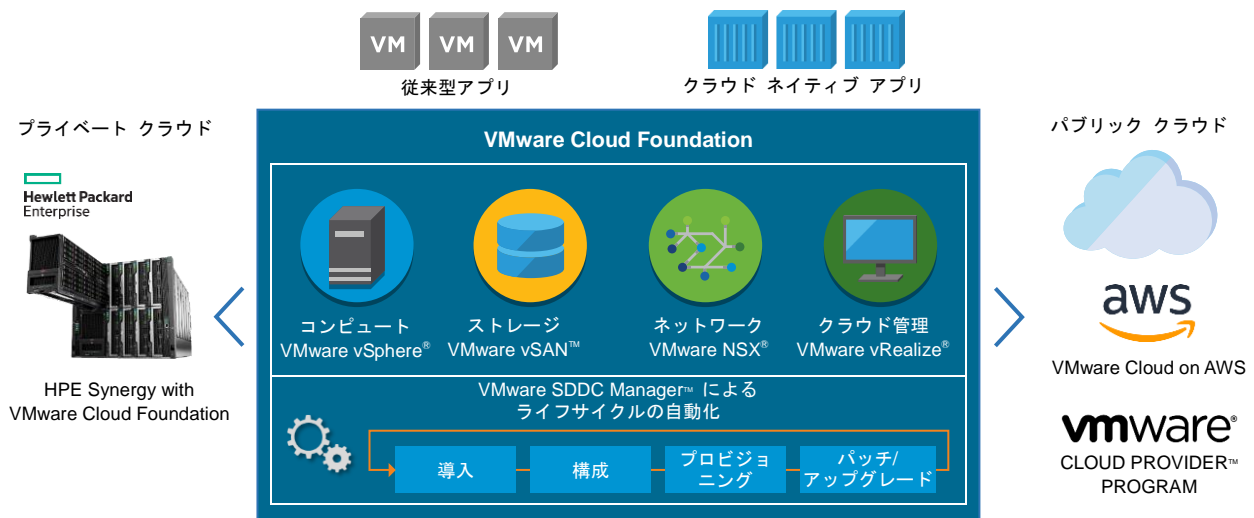 VM VM VM
従来型アプリ
クラウド ネイティブ アプリ
プライベート クラウド
Hewlett Packard
Enterprise
HPE Synergy with
VMware Cloud Foundation
VMware Cloud Foundation
コンピュート
VMware vSphere®
ストレージ
VMware vSAN™
ネットワーク
VMware NSX®
クラウド管理
VMware vRealize®
VMware SDDC Manager™ による
ライフサイクルの自動化
導入
構成
プロビジョ
ニング
パッチ/
アップグレード
パブリック クラウド
aws
VMware Cloud on AWS
vmware®
CLOUD PROVIDER™
PROGRAM